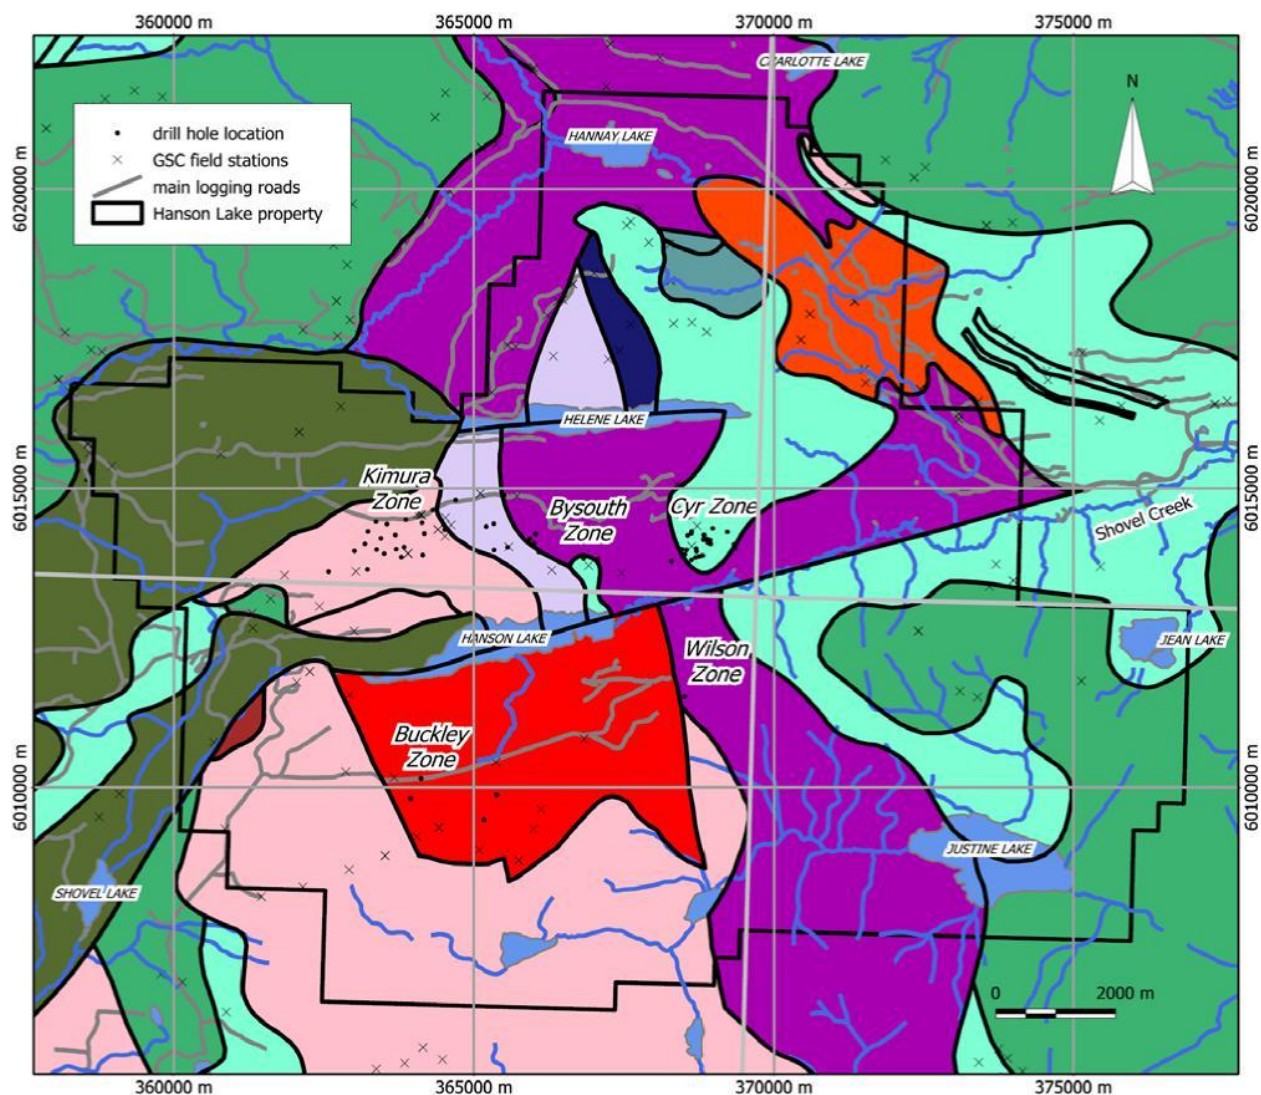 360000 m
365000 m
370000 m
375000 m
CHARLOTTE LAKE
N
drill hole location
GSC field stations
main logging roads
Hanson Lake property
HANNAY LAKE
6020000 m
6020000 m
HELENE LAKE
Kimura
Zone
Bysouth
Zone
Cyr Zone
6015000 m
6015000 m
Shovel Creek
HANSON LAKE
JEAN LAKE
Wilson
Zone
Buckley
Zone
6010000 m
6010000 m
JUSTINE LAKE
SHOVEL LAKE
0
2000 m
360000 m
365000 m
370000 m
375000 m